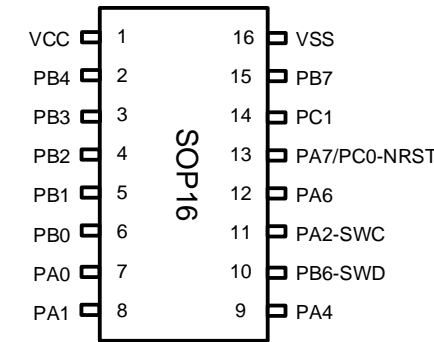 VCC 1 16 VSS
PB4 2 15 PB7
PB3 3 14 PC1
PB2 4 13 PA7/PC0-NRST
PB1 5 12 PA6
PB0 6 11 PA2-SWC
PA0 7 10 PB6-SWD
PA1 8 9 PA4
SOP16